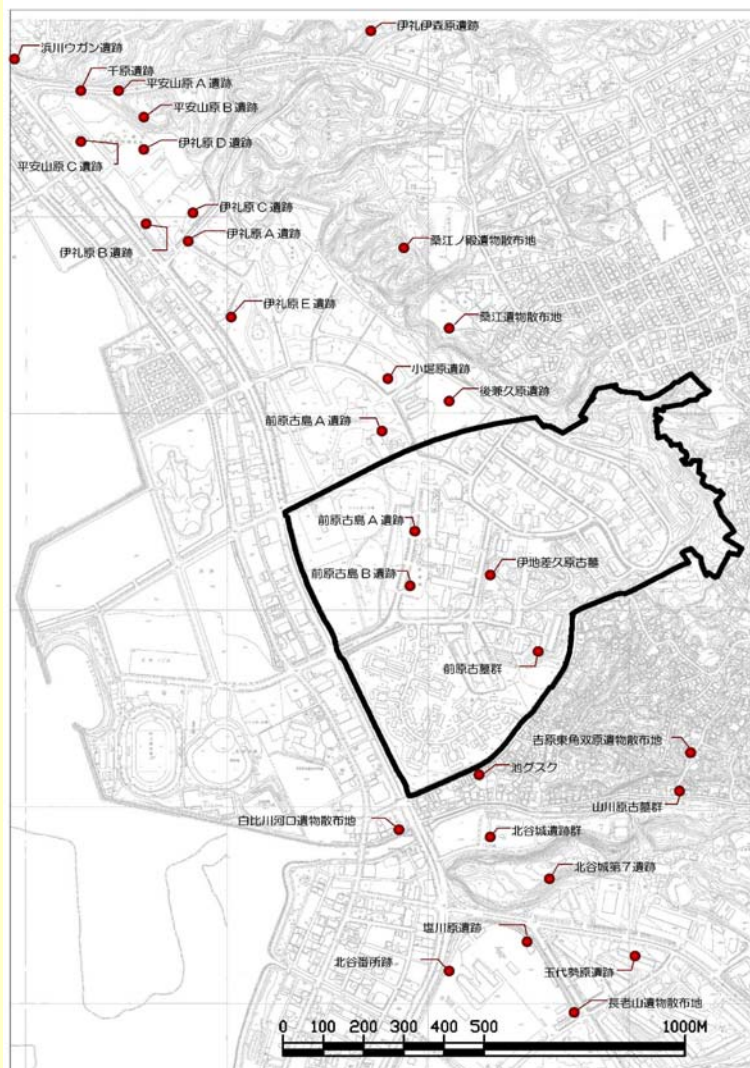 伊礼伊森原遺跡
浜川ウガン遺跡
千原遺跡
平安山原A遺跡
平安山原B遺跡
伊礼原D遺跡
平安山原C遺跡
伊礼原C遺跡
伊礼原A遺跡
伊礼原B遺跡
桑江ノ殿遺物散布地
伊礼原E遺跡
桑江遺物散布地
小堀原遺跡
後兼久原遺跡
前原古島A遺跡
前原古島A遺跡
伊地差久原古墓
前原古島B遺跡
前原古墓群
吉原東角双原遺物散布地
池グスク
山川原古墓群
白比川河口遺物散布地
北谷城遺跡群
北谷城第7遺跡
塩川原遺跡
北谷番所跡
玉代勢原遺跡
長老山遺物散布地
0 100 200 300 400 500 1000M